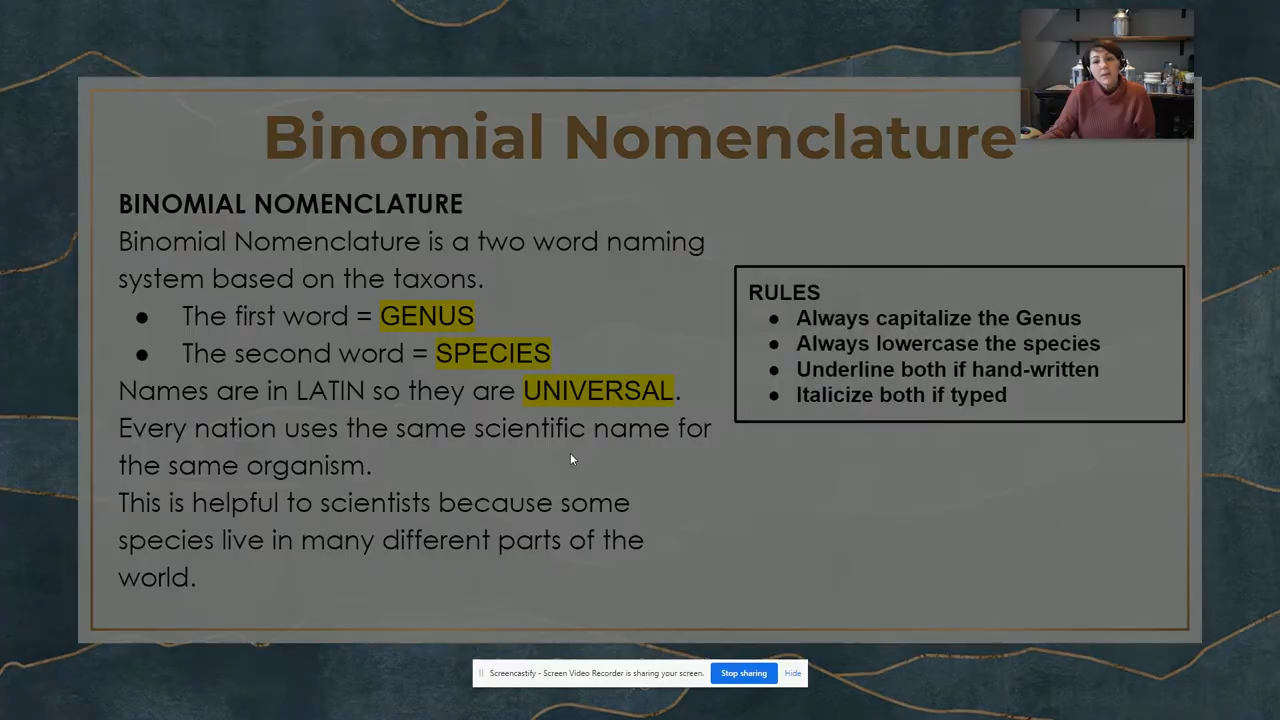 Binomial Nomenclature
BINOMIAL NOMENCLATURE
Binomial Nomenclature is a two word naming
system based on the taxons.
● The first word = GENUS
● The second word = SPECIES
Names are in LATIN so they are UNIVERSAL.
Every nation uses the same scientific name for
the same organism.
This is helpful to scientists because some
species live in many different parts of the
world.
RULES
● Always capitalize the Genus
● Always lowercase the species
● Underline both if hand-written
● Italicize both if typed
Screencastify - Screen Video Recorder is sharing your screen. Stop sharing Hide